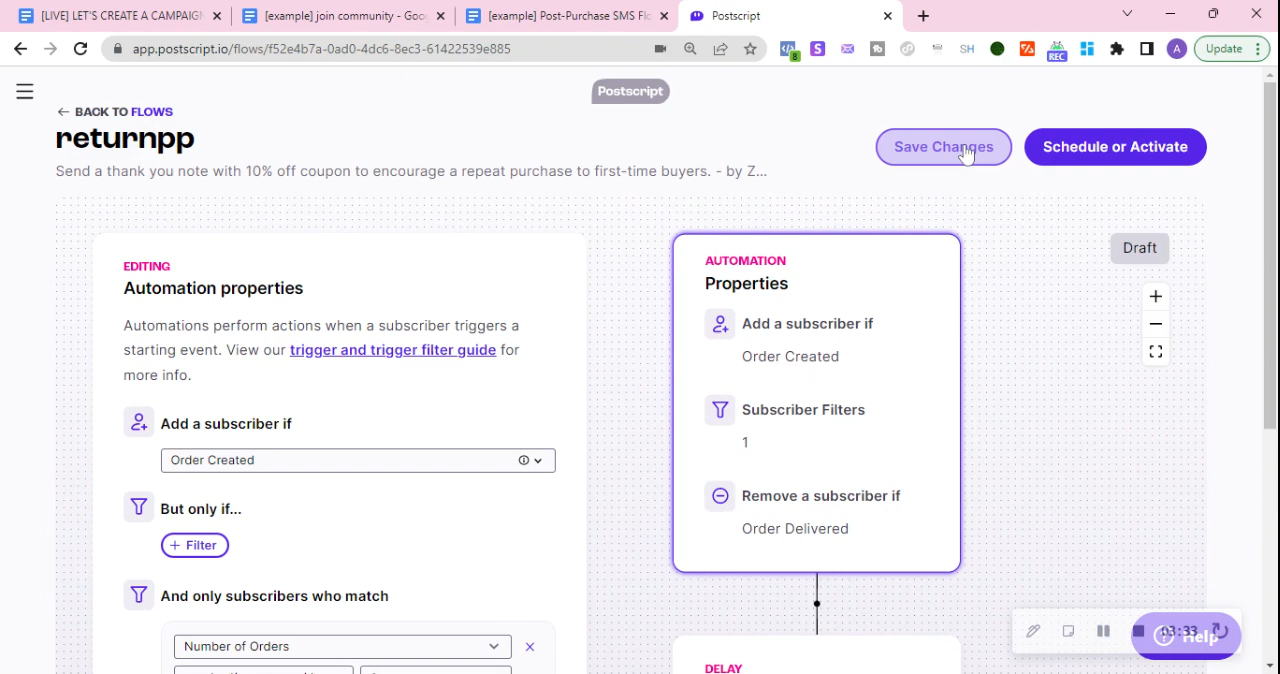 [LIVE] LET'S CREATE A CAMPAIGN
[example] join community - Goo
[example] Post-Purchase SMS Flo
Postscript
app.postscript.io/flows/f52e4b7a-0ad0-4dc6-8ec3-61422539e885
8
S
SH
REC
A
Update
Postscript
← BACK TO FLOWS
returnpp
Save Changes
Schedule or Activate
Send a thank you note with 10% off coupon to encourage a repeat purchase to first-time buyers. - by Z...
EDITING
Automation properties
Automations perform actions when a subscriber triggers a
starting event. View our trigger and trigger filter guide for
more info.
Add a subscriber if
Order Created
But only if...
+ Filter
And only subscribers who match
Number of Orders
AUTOMATION
Properties
Add a subscriber if
Order Created
Subscriber Filters
1
Remove a subscriber if
Order Delivered
DELAY
Draft
03:33
Help